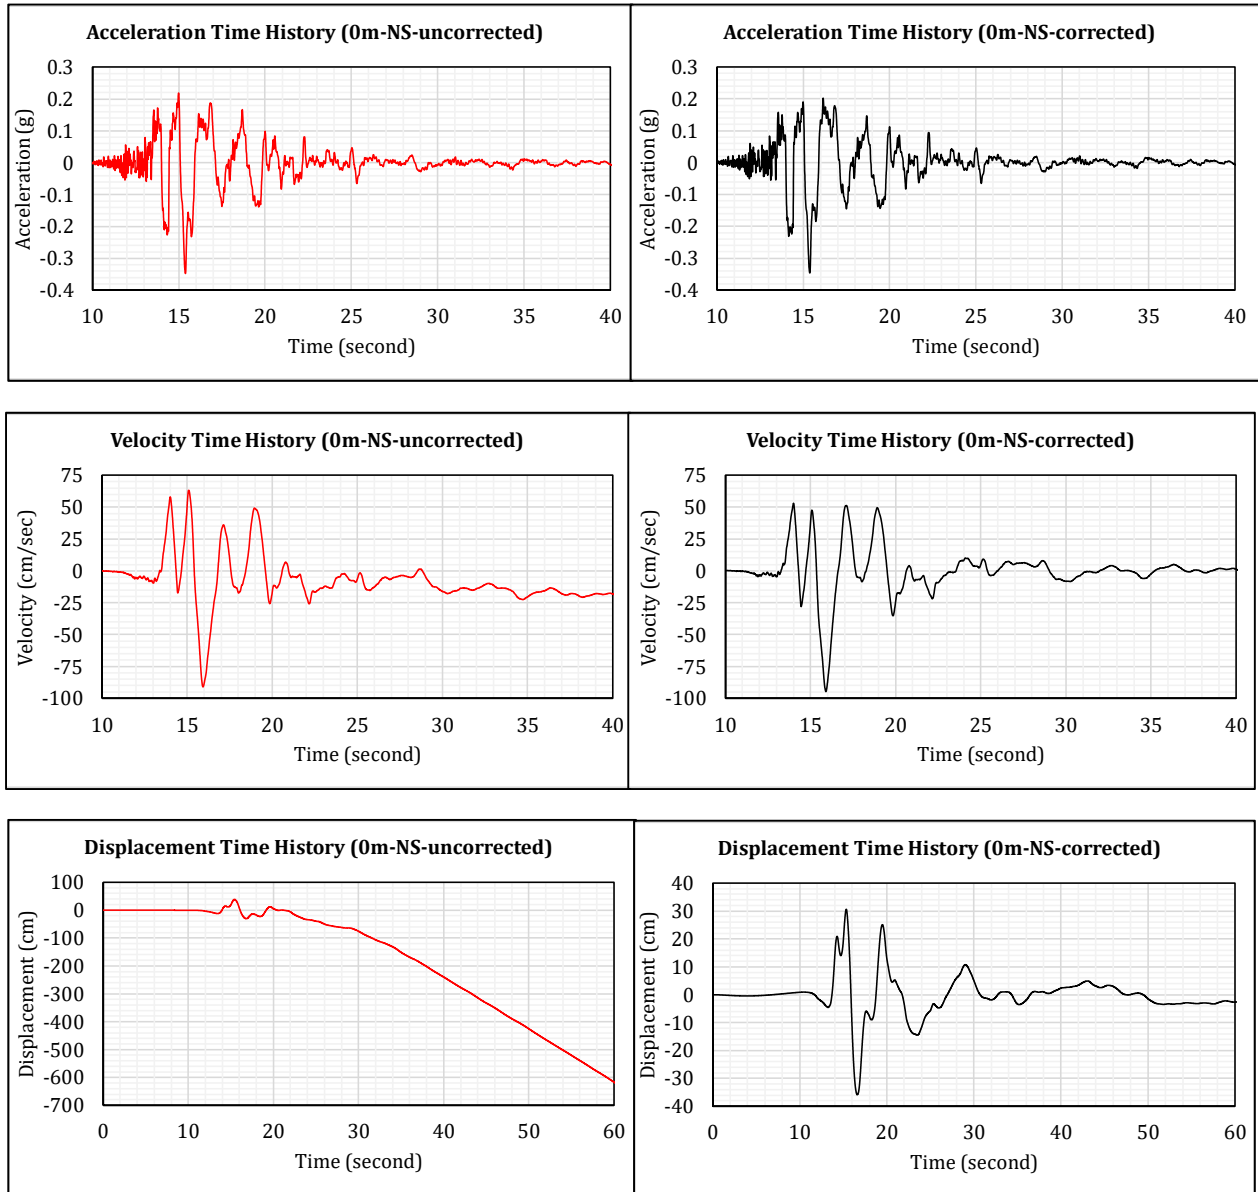 Acceleration Time History (0m-NS-uncorrected)
Acceleration (g)
0.3
0.2
0.1
0
-0.1
-0.2
-0.3
-0.4
10 15 20 25 30 35 40
Time (second)
Acceleration Time History (0m-NS-corrected)
Acceleration (g)
0.3
0.2
0.1
0
-0.1
-0.2
-0.3
-0.4
10 15 20 25 30 35 40
Time (second)
Velocity Time History (0m-NS-uncorrected)
Velocity (cm/sec)
75
50
25
0
-25
-50
-75
-100
10 15 20 25 30 35 40
Time (second)
Velocity Time History (0m-NS-corrected)
Velocity (cm/sec)
75
50
25
0
-25
-50
-75
-100
10 15 20 25 30 35 40
Time (second)
Displacement Time History (0m-NS-uncorrected)
Displacement (cm)
100
0
-100
-200
-300
-400
-500
-600
-700
0 10 20 30 40 50 60
Time (second)
Displacement Time History (0m-NS-corrected)
Displacement (cm)
40
30
20
10
0
-10
-20
-30
-40
0 10 20 30 40 50 60
Time (second)